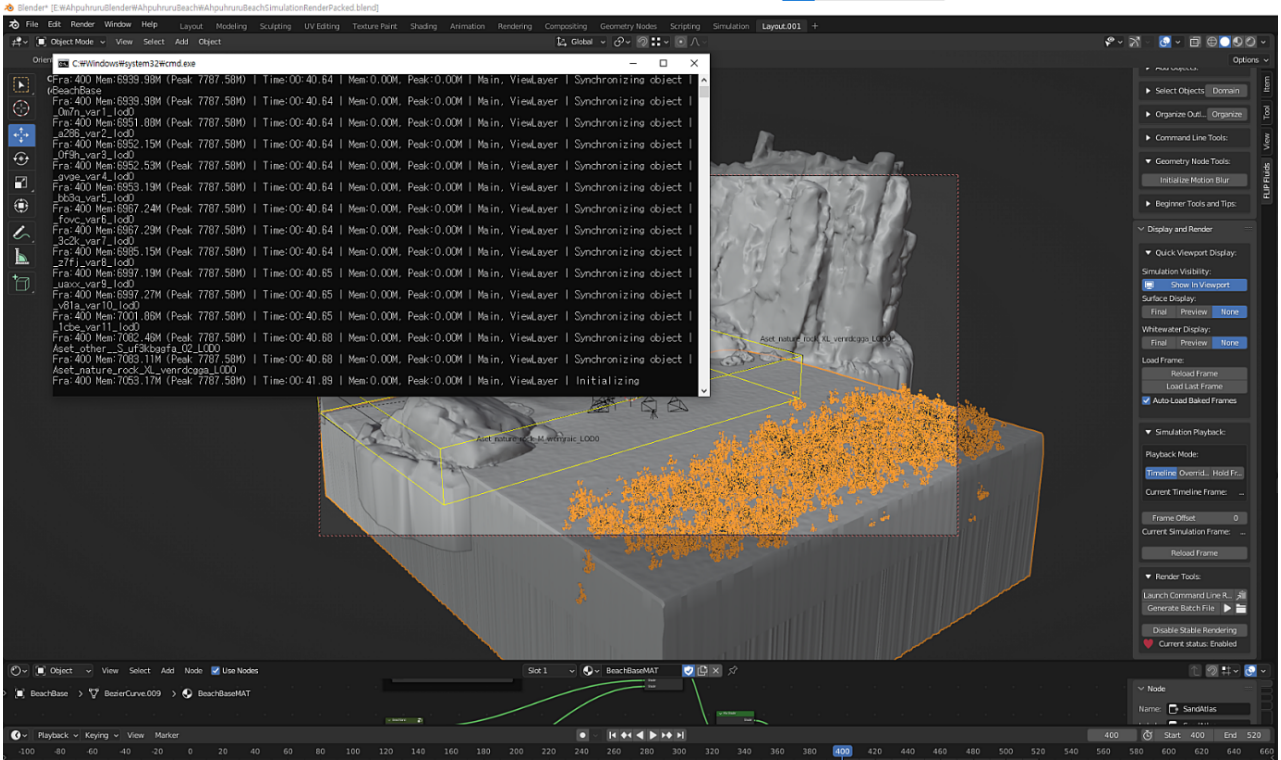 Blender* [E:₩AhpuhruruBlender₩AhpuhruruBeach₩AhpuhruruBeachSimulationRenderPacked.blend]
File Edit Render Window Help Layout Modeling Sculpting UV Editing Texture Paint Shading Animation Rendering Compositing Geometry Nodes Scripting Simulation Layout.001 +
Object Mode View Select Add Object Global
Options
C:₩Windows₩system32₩cmd.exe
Fra:400 Mem:6939.98M (Peak 7787.58M) | Time:00:40.64 | Mem:0.00M, Peak:0.00M | Main, ViewLayer | Synchronizing object |
BeachBase
Fra:400 Mem:6939.98M (Peak 7787.58M) | Time:00:40.64 | Mem:0.00M, Peak:0.00M | Main, ViewLayer | Synchronizing object |
_0m7n_var1_lod0
Fra:400 Mem:6951.88M (Peak 7787.58M) | Time:00:40.64 | Mem:0.00M, Peak:0.00M | Main, ViewLayer | Synchronizing object |
_a286_var2_lod0
Fra:400 Mem:6952.15M (Peak 7787.58M) | Time:00:40.64 | Mem:0.00M, Peak:0.00M | Main, ViewLayer | Synchronizing object |
_0f9h_var3_lod0
Fra:400 Mem:6952.53M (Peak 7787.58M) | Time:00:40.64 | Mem:0.00M, Peak:0.00M | Main, ViewLayer | Synchronizing object |
_gvge_var4_lod0
Fra:400 Mem:6953.19M (Peak 7787.58M) | Time:00:40.64 | Mem:0.00M, Peak:0.00M | Main, ViewLayer | Synchronizing object |
_bb3q_var5_lod0
Fra:400 Mem:6967.24M (Peak 7787.58M) | Time:00:40.64 | Mem:0.00M, Peak:0.00M | Main, ViewLayer | Synchronizing object |
_fovc_var6_lod0
Fra:400 Mem:6967.29M (Peak 7787.58M) | Time:00:40.64 | Mem:0.00M, Peak:0.00M | Main, ViewLayer | Synchronizing object |
_3c2k_var7_lod0
Fra:400 Mem:6985.15M (Peak 7787.58M) | Time:00:40.64 | Mem:0.00M, Peak:0.00M | Main, ViewLayer | Synchronizing object |
_z7fj_var8_lod0
Fra:400 Mem:6997.19M (Peak 7787.58M) | Time:00:40.65 | Mem:0.00M, Peak:0.00M | Main, ViewLayer | Synchronizing object |
_uaxx_var9_lod0
Fra:400 Mem:6997.27M (Peak 7787.58M) | Time:00:40.65 | Mem:0.00M, Peak:0.00M | Main, ViewLayer | Synchronizing object |
_v81a_var10_lod0
Fra:400 Mem:7001.86M (Peak 7787.58M) | Time:00:40.65 | Mem:0.00M, Peak:0.00M | Main, ViewLayer | Synchronizing object |
_1cbe_var11_lod0
Fra:400 Mem:7082.46M (Peak 7787.58M) | Time:00:40.68 | Mem:0.00M, Peak:0.00M | Main, ViewLayer | Synchronizing object |
Aset_other__S_uf3kbggfa_02_LOD0
Fra:400 Mem:7083.11M (Peak 7787.58M) | Time:00:40.68 | Mem:0.00M, Peak:0.00M | Main, ViewLayer | Synchronizing object |
Aset_nature_rock_XL_venrdcgga_LOD0
Fra:400 Mem:7053.17M (Peak 7787.58M) | Time:00:41.89 | Mem:0.00M, Peak:0.00M | Main, ViewLayer | Initializing
Aset_nature_rock_XL_venrdcgga_LOD0
Select Objects Domain
Organize Outl... Organize
Command Line Tools:
Geometry Node Tools:
Initialize Motion Blur
Beginner Tools and Tips:
Display and Render
Quick Viewport Display:
Simulation Visibility:
Show In Viewport
Surface Display:
Final Preview None
Whitewater Display:
Final Preview None
Load Frame:
Reload Frame
Load Last Frame
Auto-Load Baked Frames
Simulation Playback:
Playback Mode:
Timeline Overrid... Hold Fr...
Current Timeline Frame: ...
Frame Offset 0
Current Simulation Frame: ...
Reload Frame
Render Tools:
Launch Command Line R...
Generate Batch File
Disable Stable Rendering
Current status: Enabled
Item
Tool
View
FLIP Fluids
Object View Select Add Node Use Nodes Slot 1 BeachBaseMAT
BeachBase BezierCurve.009 BeachBaseMAT
Node
Name: SandAtlas
Playback Keying View Marker 400 Start 400 End 520
-100 -80 -60 -40 -20 0 20 40 60 80 100 120 140 160 180 200 220 240 260 280 300 320 340 360 380 400 420 440 460 480 500 520 540 560 580 600 620 640 660